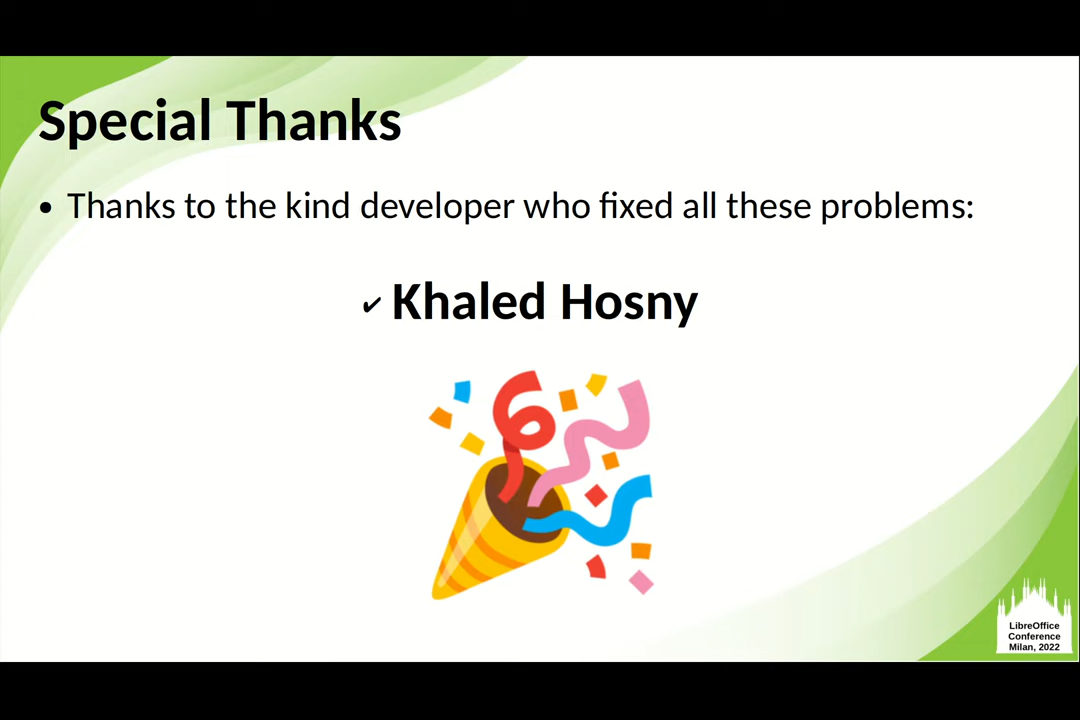 Special Thanks
• Thanks to the kind developer who fixed all these problems:
✔ Khaled Hosny
LibreOffice
Conference
Milan, 2022